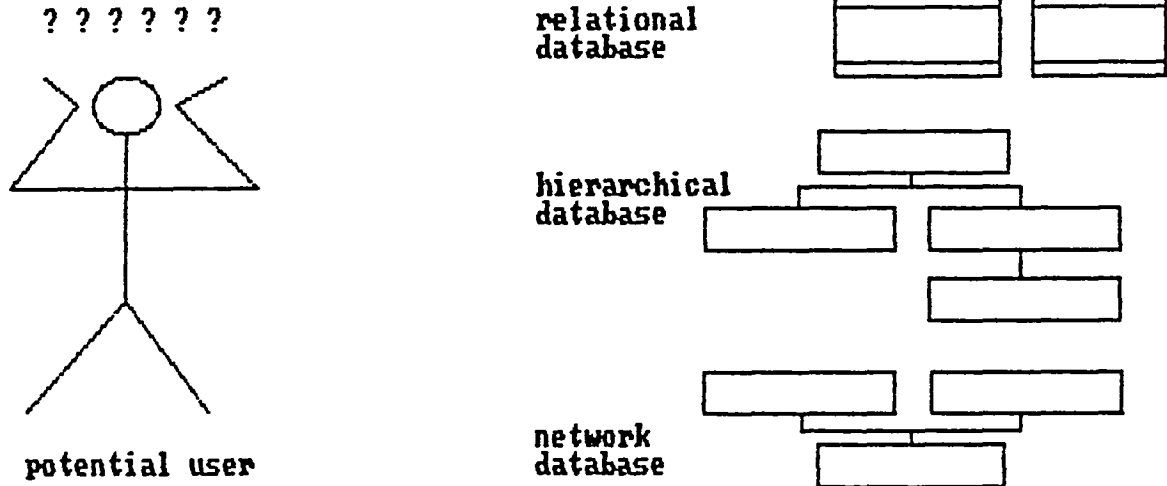 ? ? ? ? ? ?
potential user
relational
database
hierarchical
database
network
database